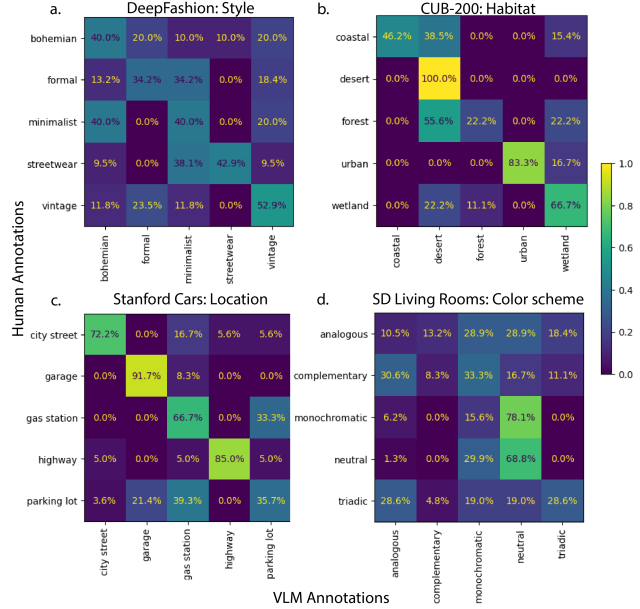 a.
DeepFashion: Style
bohemian 40.0% 20.0% 10.0% 10.0% 20.0%
formal 13.2% 34.2% 34.2% 0.0% 18.4%
minimalist 40.0% 0.0% 40.0% 0.0% 20.0%
streetwear 9.5% 0.0% 38.1% 42.9% 9.5%
vintage 11.8% 23.5% 11.8% 0.0% 52.9%
bohemian formal minimalist streetwear vintage
b.
CUB-200: Habitat
coastal 46.2% 38.5% 0.0% 0.0% 15.4%
desert 0.0% 100.0% 0.0% 0.0% 0.0%
forest 0.0% 55.6% 22.2% 0.0% 22.2%
urban 0.0% 0.0% 0.0% 83.3% 16.7%
wetland 0.0% 22.2% 11.1% 0.0% 66.7%
coastal desert forest urban wetland
Human Annotations
1.0
0.8
0.6
0.4
0.2
0.0
c.
Stanford Cars: Location
city street 72.2% 0.0% 16.7% 5.6% 5.6%
garage 0.0% 91.7% 8.3% 0.0% 0.0%
gas station 0.0% 0.0% 66.7% 0.0% 33.3%
highway 5.0% 0.0% 5.0% 85.0% 5.0%
parking lot 3.6% 21.4% 39.3% 0.0% 35.7%
city street garage gas station highway parking lot
d.
SD Living Rooms: Color scheme
analogous 10.5% 13.2% 28.9% 28.9% 18.4%
complementary 30.6% 8.3% 33.3% 16.7% 11.1%
monochromatic 6.2% 0.0% 15.6% 78.1% 0.0%
neutral 1.3% 0.0% 29.9% 68.8% 0.0%
triadic 28.6% 4.8% 19.0% 19.0% 28.6%
analogous complementary monochromatic neutral triadic
VLM Annotations